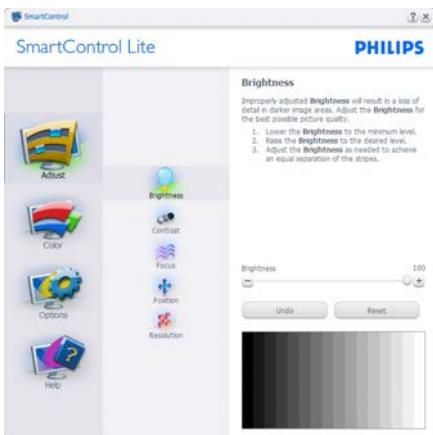 SmartControl
SmartControl Lite
PHILIPS
Adjust
Color
Options
Help
Brightness
Contrast
Focus
Position
Resolution
Brightness
Improperly adjusted Brightness will result in a loss of
detail in darker image areas. Adjust the Brightness for
the best possible picture quality.
1. Lower the Brightness to the minimum level.
2. Raise the Brightness to the desired level.
3. Adjust the Brightness as needed to achieve
an equal separation of the stripes.
Brightness 100
Undo Reset